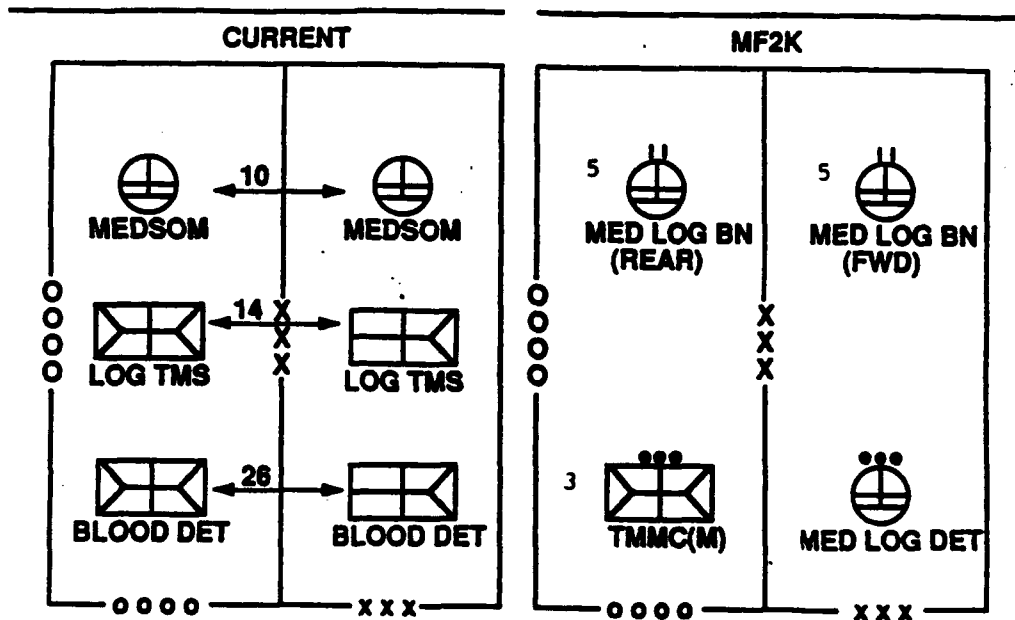 CURRENT
MF2K
10
MEDSOM
MEDSOM
5
MED LOG BN
(REAR)
5
MED LOG BN
(FWD)
14
LOG TMS
LOG TMS
O
O
O
O
X
X
X
O
O
O
O
X
X
X
26
BLOOD DET
BLOOD DET
3
TMMC(M)
MED LOG DET
O O O O
X X X
O O O O
X X X